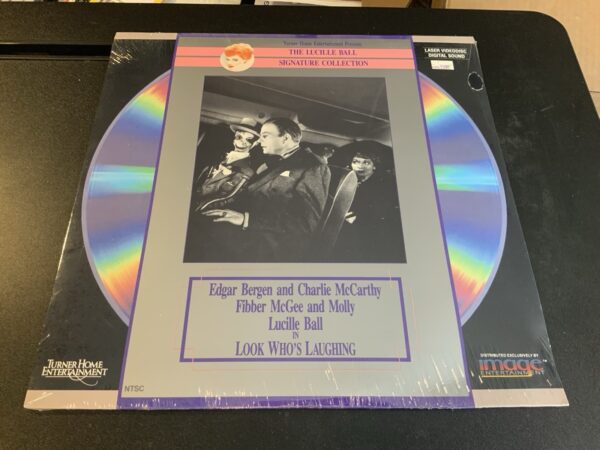 Turner Home Entertainment Presents
THE LUCILLE BALL
SIGNATURE COLLECTION
LASER VIDEODISC
DIGITAL SOUND
Edgar Bergen and Charlie McCarthy
Fibber McGee and Molly
Lucille Ball
IN
LOOK WHO'S LAUGHING
TURNER HOME
ENTERTAINMENT
NTSC
DISTRIBUTED EXCLUSIVELY BY
image
ENTERTAINMENT